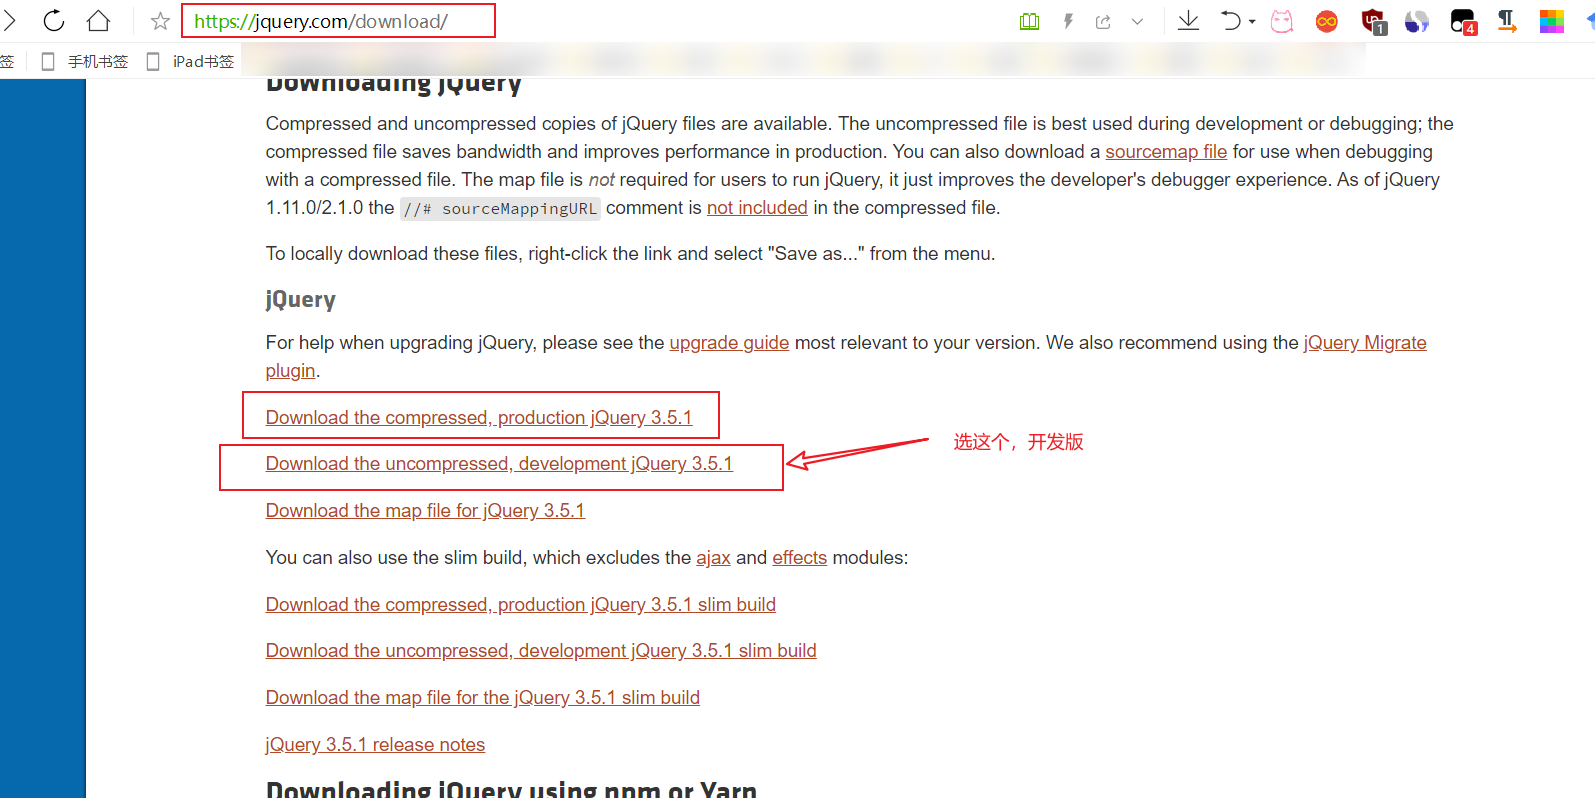 https://jquery.com/download/
1
4
签
手机书签
iPad书签
Downloading jQuery
Compressed and uncompressed copies of jQuery files are available. The uncompressed file is best used during development or debugging; the
compressed file saves bandwidth and improves performance in production. You can also download a sourcemap file for use when debugging
with a compressed file. The map file is not required for users to run jQuery, it just improves the developer's debugger experience. As of jQuery
1.11.0/2.1.0 the //# sourceMappingURL comment is not included in the compressed file.
To locally download these files, right-click the link and select "Save as..." from the menu.
jQuery
For help when upgrading jQuery, please see the upgrade guide most relevant to your version. We also recommend using the jQuery Migrate
plugin.
Download the compressed, production jQuery 3.5.1
选这个，开发版
Download the uncompressed, development jQuery 3.5.1
Download the map file for jQuery 3.5.1
You can also use the slim build, which excludes the ajax and effects modules:
Download the compressed, production jQuery 3.5.1 slim build
Download the uncompressed, development jQuery 3.5.1 slim build
Download the map file for the jQuery 3.5.1 slim build
jQuery 3.5.1 release notes
Downloading jQuery using npm or Yarn